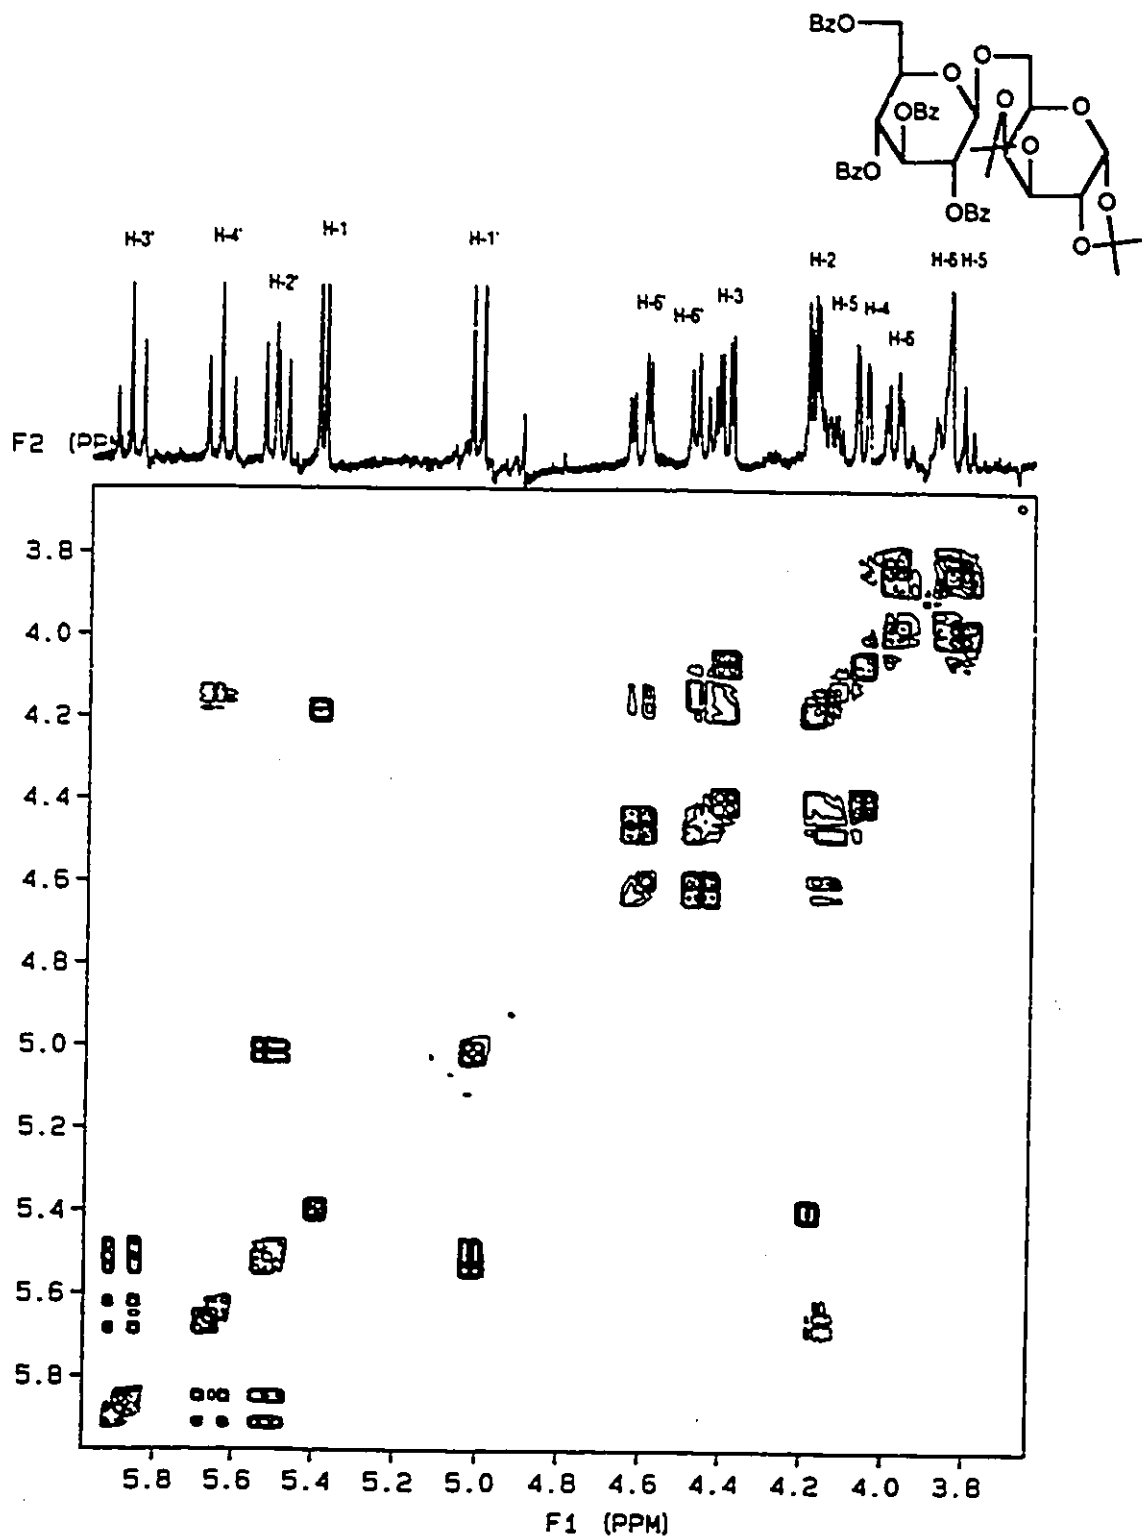 BzO
O
O
O
O
OBz
O
BzO
O
OBz
O
H-3'
H-4'
H-2'
H-1
H-1'
H-6'
H-6'
H-3
H-2
H-5
H-4
H-6
H-6
H-5
F2 (PPM
3.8
4.0
4.2
4.4
4.6
4.8
5.0
5.2
5.4
5.6
5.8
5.8
5.6
5.4
5.2
5.0
4.8
4.6
4.4
4.2
4.0
3.8
F1 (PPM)